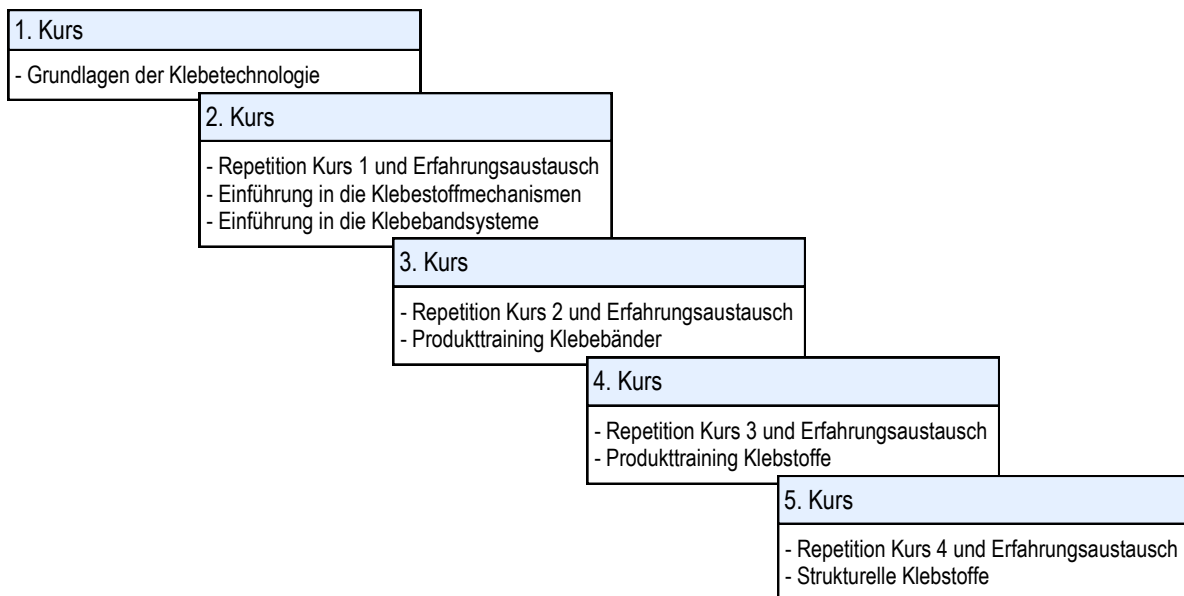 1. Kurs
- Grundlagen der Klebetechnologie
2. Kurs
- Repetition Kurs 1 und Erfahrungsaustausch
- Einführung in die Klebestoffmechanismen
- Einführung in die Klebebandsysteme
3. Kurs
- Repetition Kurs 2 und Erfahrungsaustausch
- Produkttraining Klebebänder
4. Kurs
- Repetition Kurs 3 und Erfahrungsaustausch
- Produkttraining Klebstoffe
5. Kurs
- Repetition Kurs 4 und Erfahrungsaustausch
- Strukturelle Klebstoffe